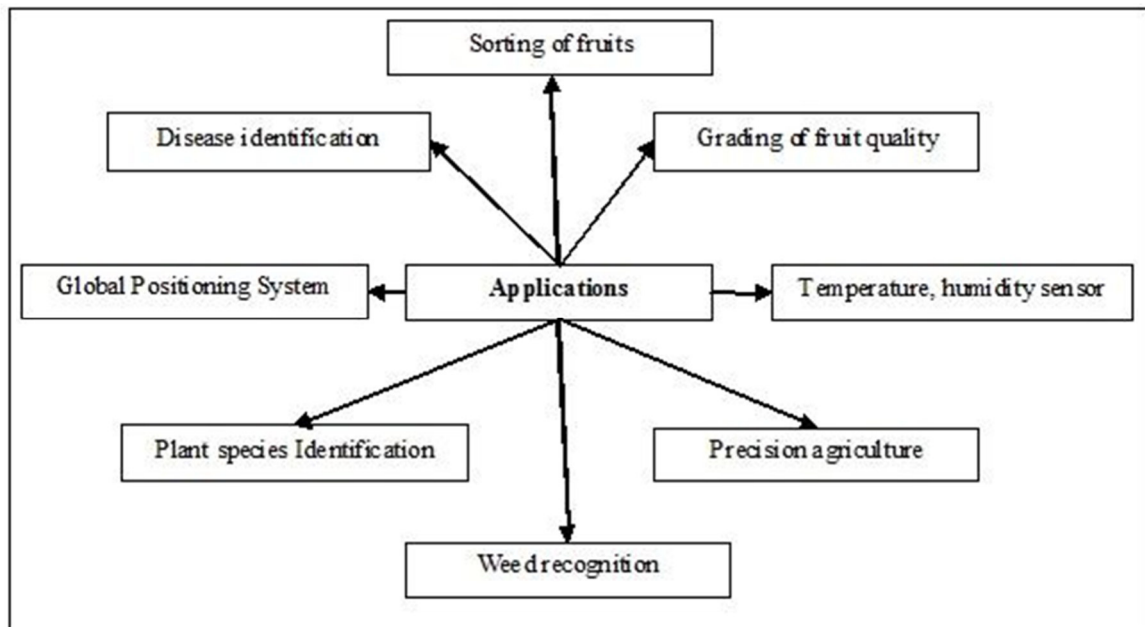 Sorting of fruits
Disease identification
Grading of fruit quality
Global Positioning System
Applications
Temperature, humidity sensor
Plant species Identification
Precision agriculture
Weed recognition